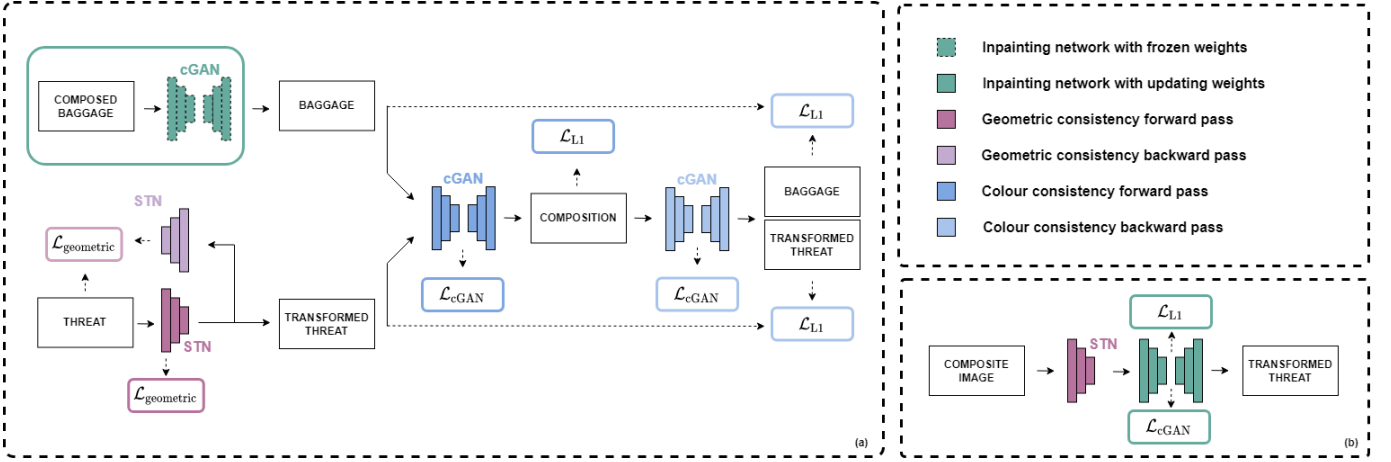 cGAN
COMPOSED
BAGGAGE
BAGGAGE
ℒL1
ℒL1
cGAN
cGAN
COMPOSITION
BAGGAGE
TRANSFORMED
THREAT
ℒcGAN
ℒcGAN
ℒL1
STN
ℒgeometric
THREAT
STN
TRANSFORMED
THREAT
ℒgeometric
(a)
Inpainting network with frozen weights
Inpainting network with updating weights
Geometric consistency forward pass
Geometric consistency backward pass
Colour consistency forward pass
Colour consistency backward pass
ℒL1
STN
COMPOSITE
IMAGE
TRANSFORMED
THREAT
ℒcGAN
(b)